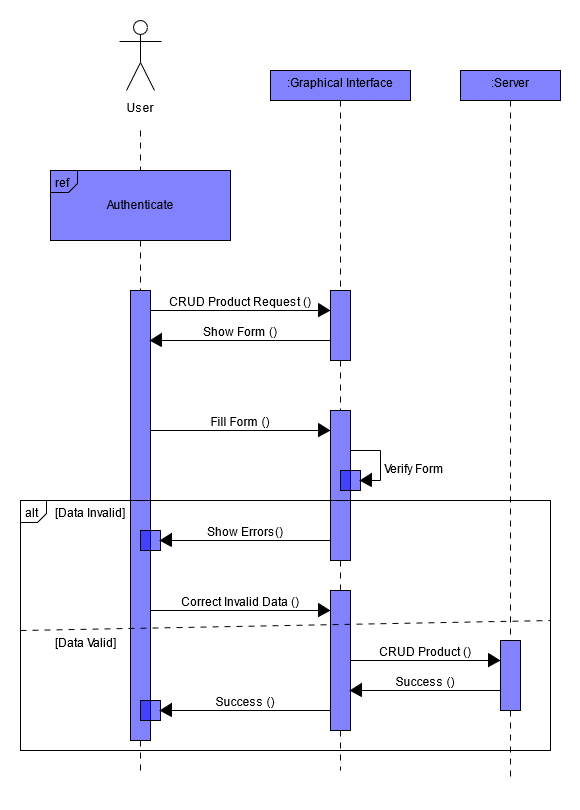 User
:Graphical Interface
:Server
ref
Authenticate
CRUD Product Request ()
Show Form ()
Fill Form ()
Verify Form
alt
[Data Invalid]
Show Errors()
Correct Invalid Data ()
[Data Valid]
CRUD Product ()
Success ()
Success ()